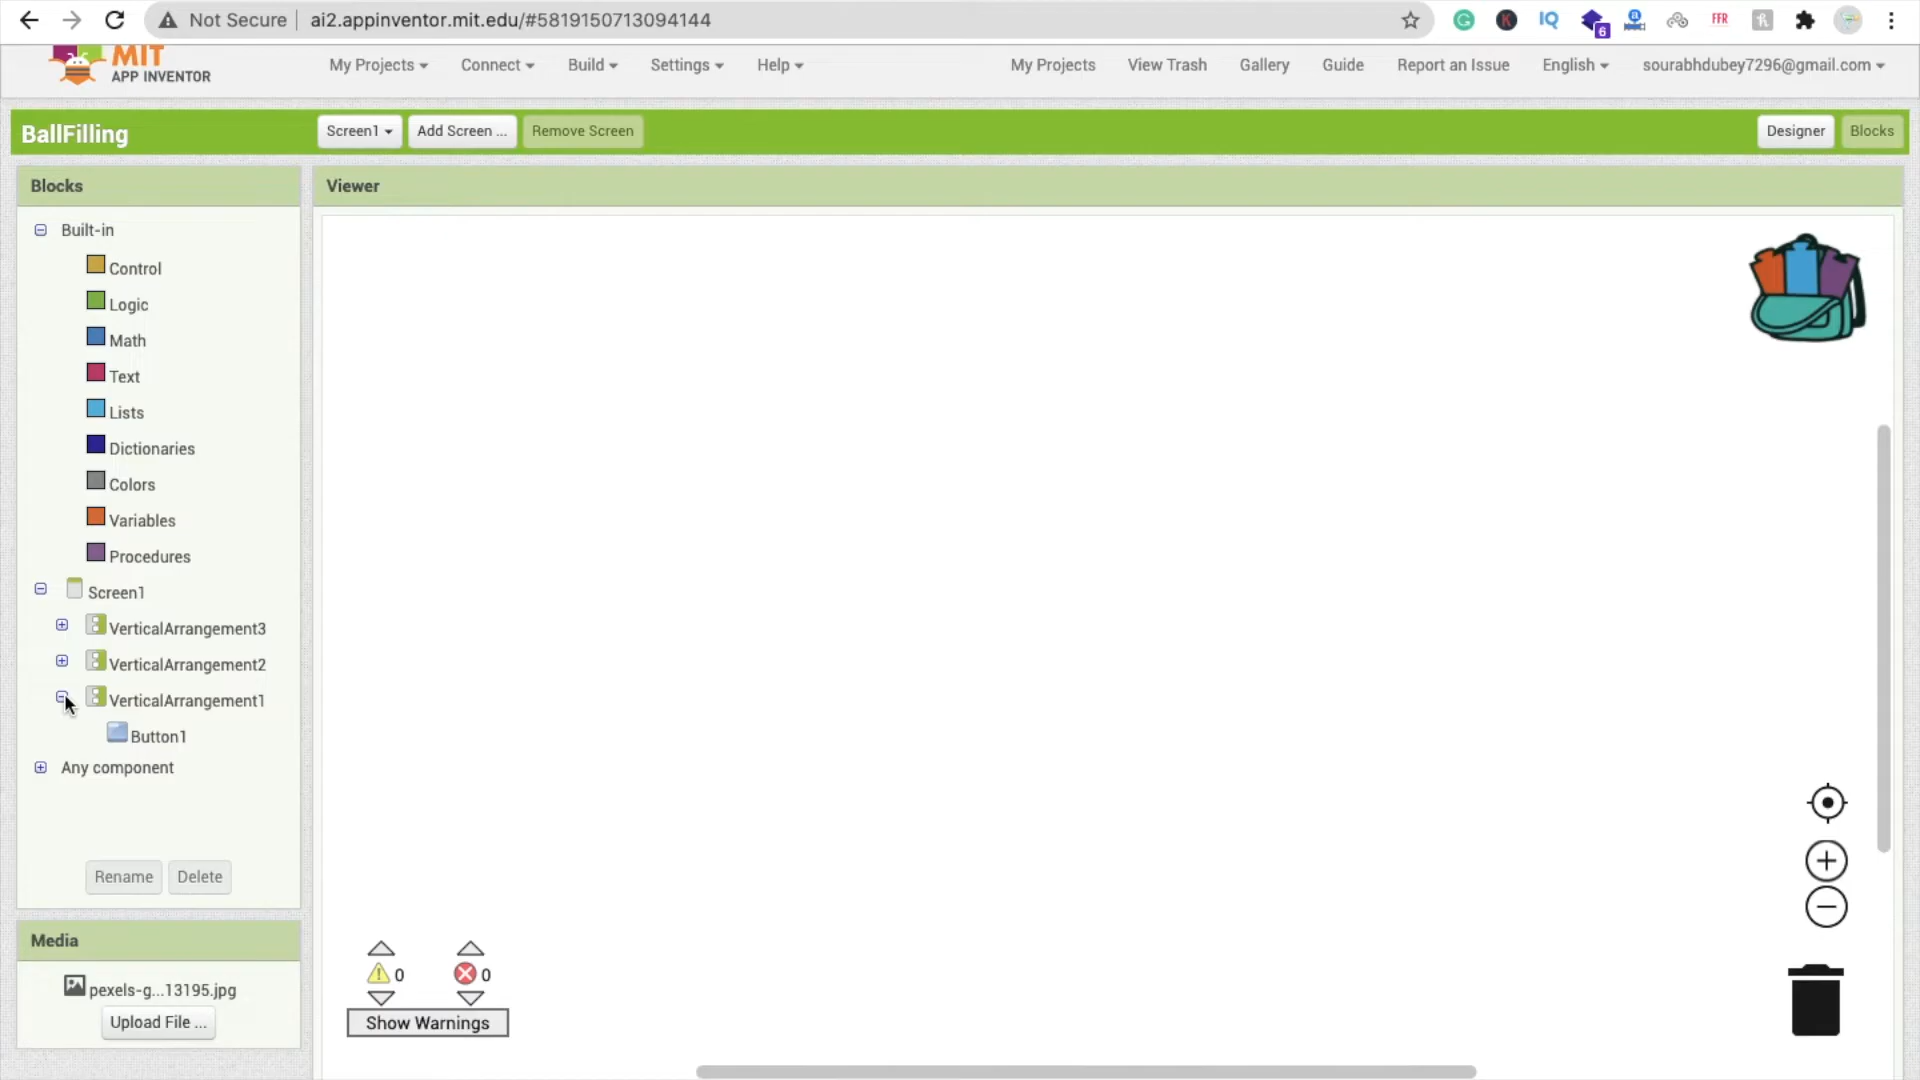 Not Secure
ai2.appinventor.mit.edu/#5819150713094144
6
IQ
a
FFR
K
G
h
MIT
APP INVENTOR
My Projects
Connect
Build
Settings
Help
My Projects
View Trash
Gallery
Guide
Report an Issue
English
sourabhdubey7296@gmail.com
BallFilling
Screen1
Add Screen ...
Remove Screen
Designer
Blocks
Blocks
Viewer
Built-in
Control
Logic
Math
Text
Lists
Dictionaries
Colors
Variables
Procedures
Screen1
VerticalArrangement3
VerticalArrangement2
VerticalArrangement1
Button1
Any component
Rename
Delete
Media
pexels-g...13195.jpg
Upload File ...
0
0
Show Warnings